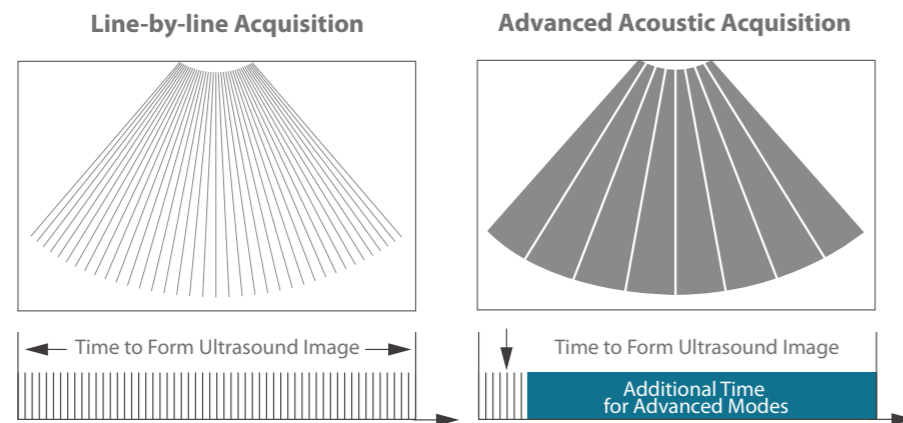 Line-by-line Acquisition
Advanced Acoustic Acquisition
Time to Form Ultrasound Image
Time to Form Ultrasound Image
Additional Time
for Advanced Modes